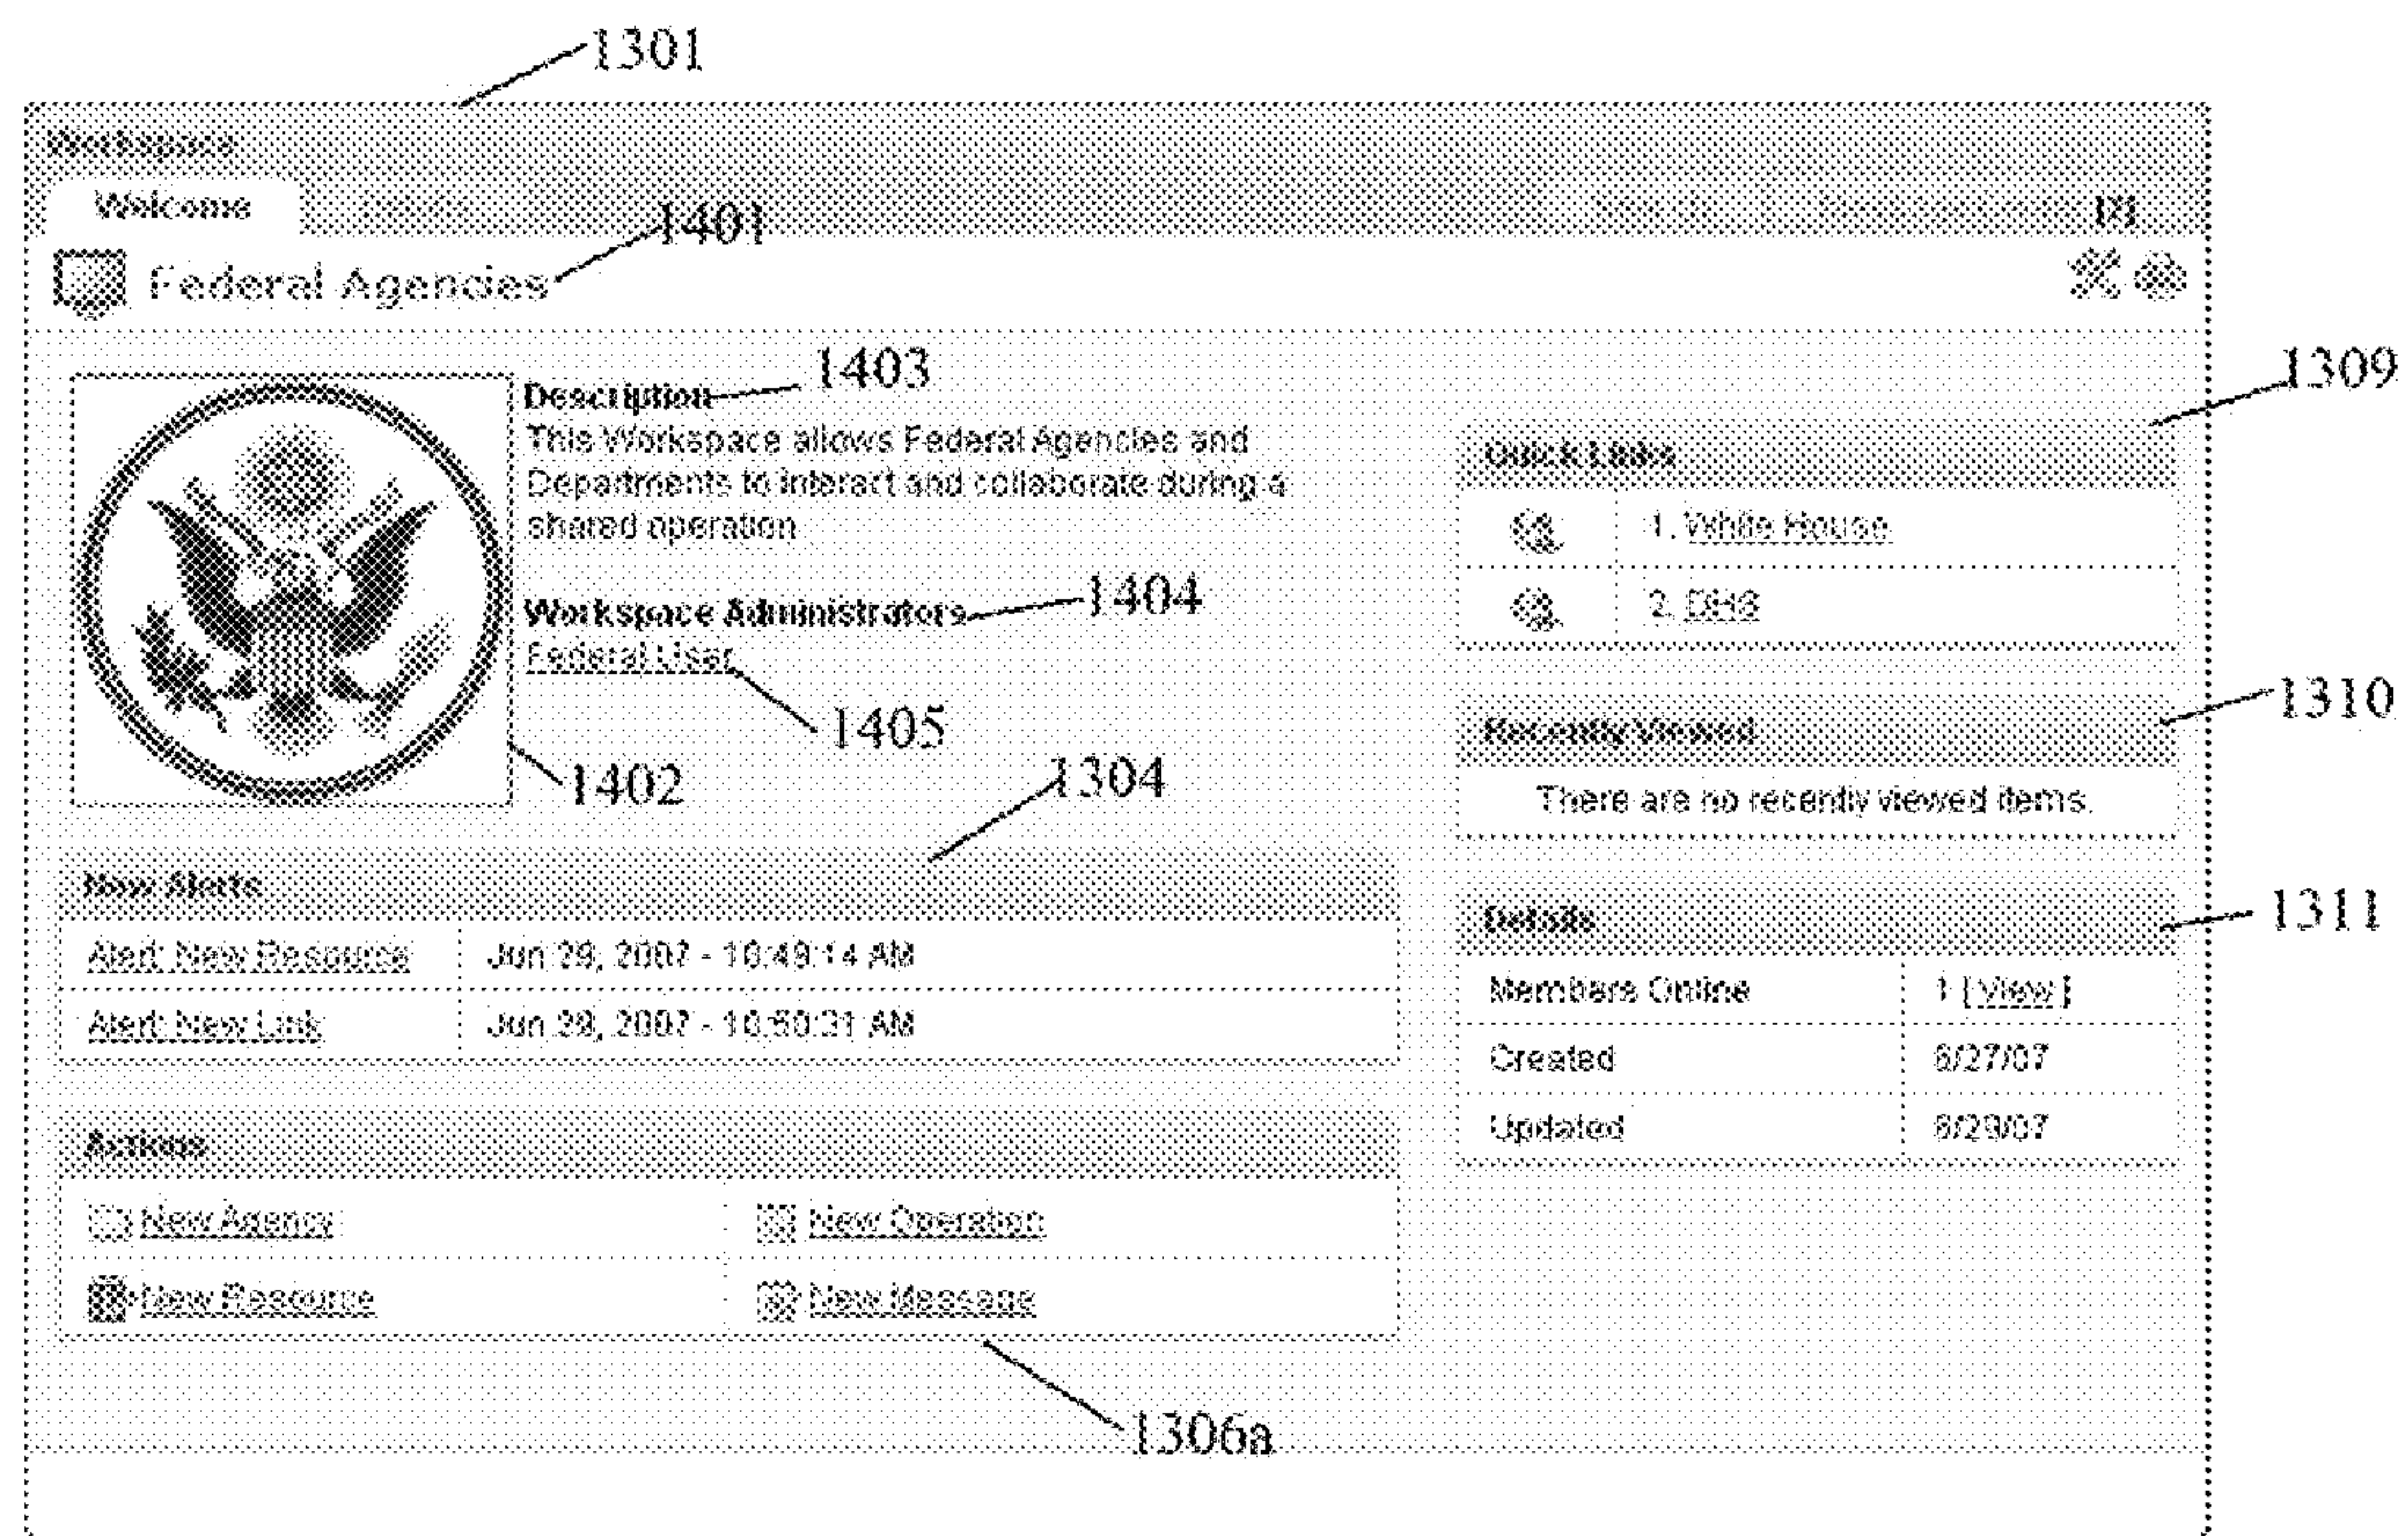 1301
Workspace
Welcome
1401
Federal Agencies
1403
Description
This Workspace allows Federal Agencies and
Departments to interact and collaborate during a
shared operation
Workspace Administrators
1404
Federal User
1405
1402
1304
New Alerts
Alert: New Resource Jun 29, 2007 - 10:49:14 AM
Alert: New Link Jun 29, 2007 - 10:50:31 AM
Actions
New Agency New Operation
New Resource New Message
1306a
1309
Quick Links
1. White House
2. DHS
1310
Recently Viewed
There are no recently viewed items.
1311
Details
Members Online 1 [View]
Created 6/27/07
Updated 6/29/07